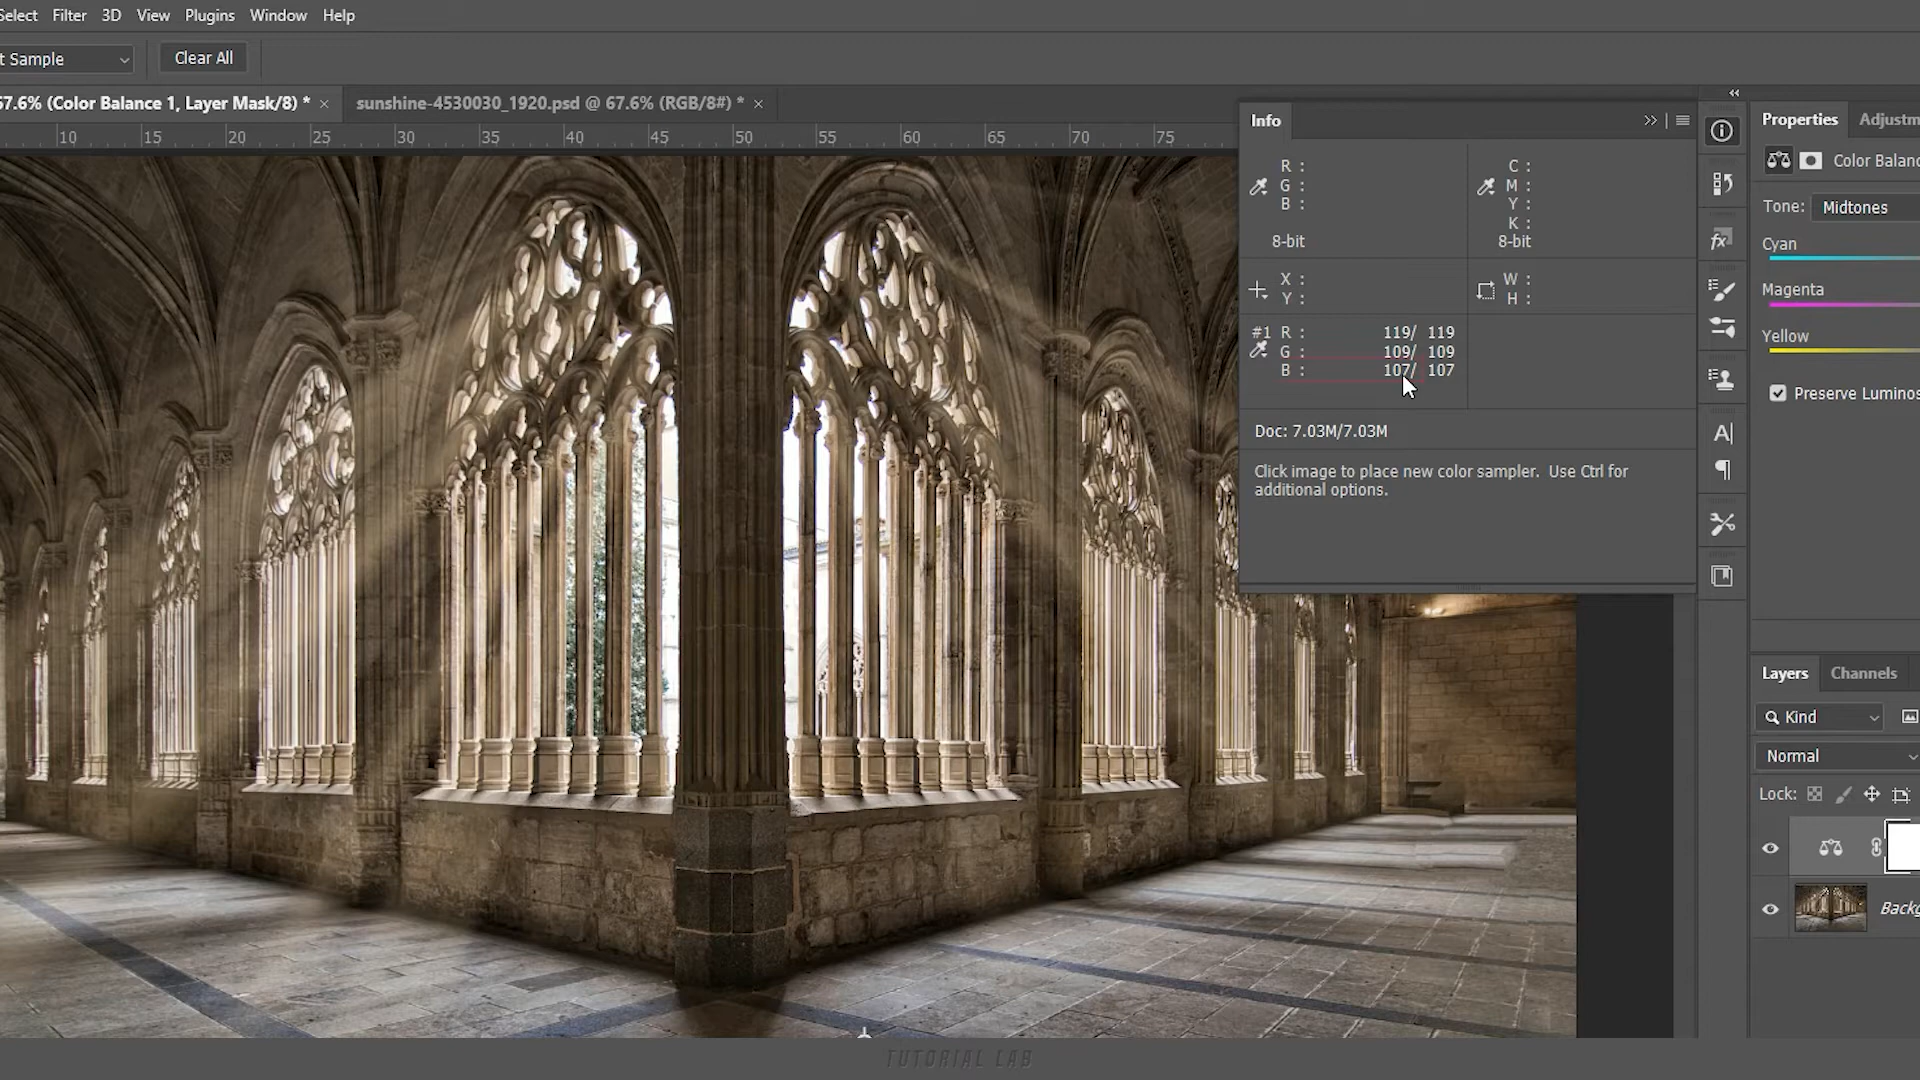 Select Filter 3D View Plugins Window Help
t Sample Clear All
67.6% (Color Balance 1, Layer Mask/8) * × sunshine-4530030_1920.psd @ 67.6% (RGB/8#) * ×
10 15 20 25 30 35 40 45 50 55 60 65 70 75
Info
R :
G :
B :
8-bit
C :
M :
Y :
K :
8-bit
X :
Y :
W :
H :
#1 R : 119/ 119
G : 109/ 109
B : 107/ 107
Doc: 7.03M/7.03M
Click image to place new color sampler. Use Ctrl for
additional options.
Properties Adjustm
Color Balanc
Tone: Midtones
Cyan
Magenta
Yellow
Preserve Luminos
Layers Channels
Kind
Normal
Lock:
Backg
TUTORIAL LAB